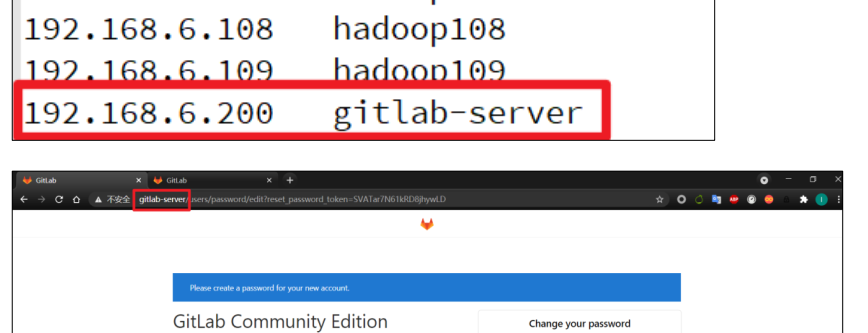 192.168.6.108 hadoop108
192.168.6.109 hadoop109
192.168.6.200 gitlab-server
GitLab GitLab
不安全 gitlab-server/users/password/edit?reset_password_token=SVATar7N61kRD8jhywLD
Please create a password for your new account.
GitLab Community Edition
Change your password